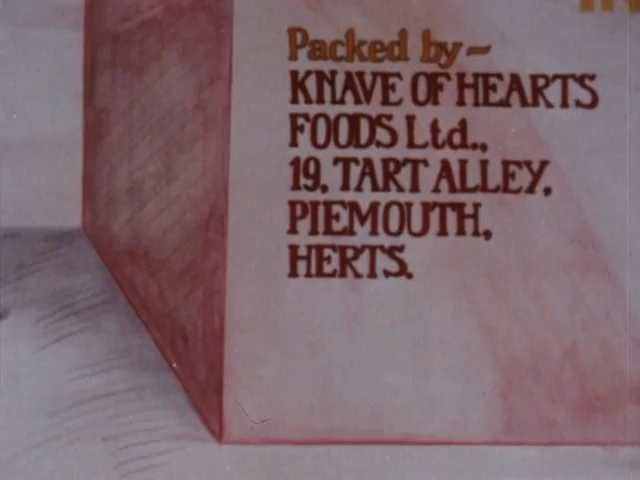 Packed by~
KNAVE OF HEARTS
FOODS Ltd.,
19, TART ALLEY,
PIEMOUTH,
HERTS.